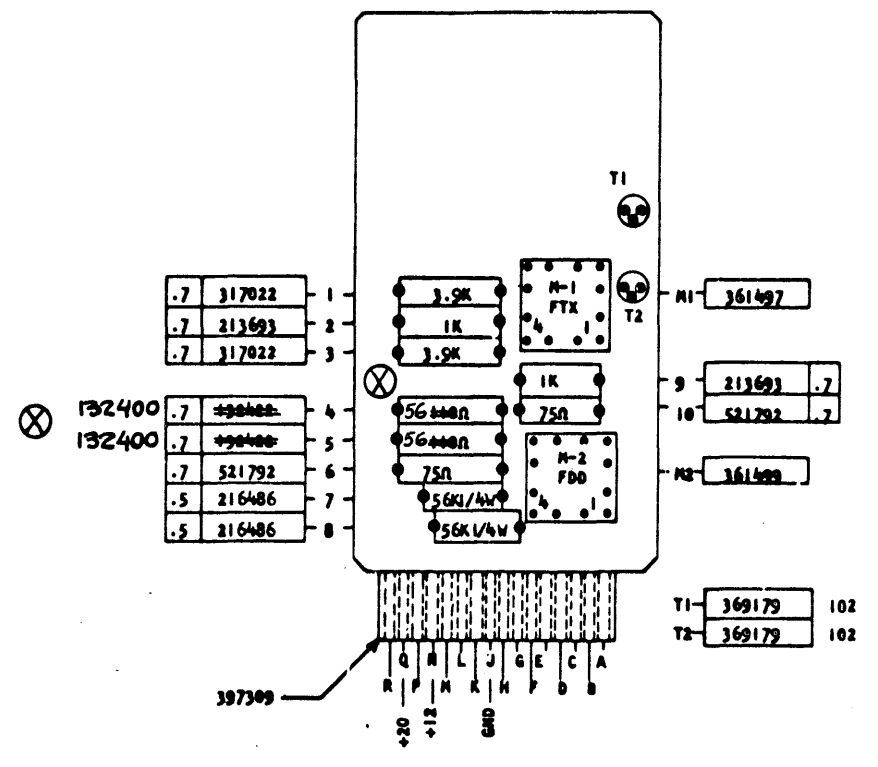 T1
T2
M-1
FTX
4 1
.7 317022 1 3.9K
.7 213693 2 1K
.7 317022 3 3.9K
M1 361497
1K 9 213693 .7
75Ω 10 521792 .7
132400 .7 4 56 Ω
132400 .7 5 56 Ω
.7 521792 6 75Ω
.5 216486 7 56K1/4W
.5 216486 8 56K1/4W
M-2
FDD
4 1
M2 361499
T1 369179 102
T2 369179 102
R Q P N M L K J H G F E D C B A
+20 +12 GND
397309